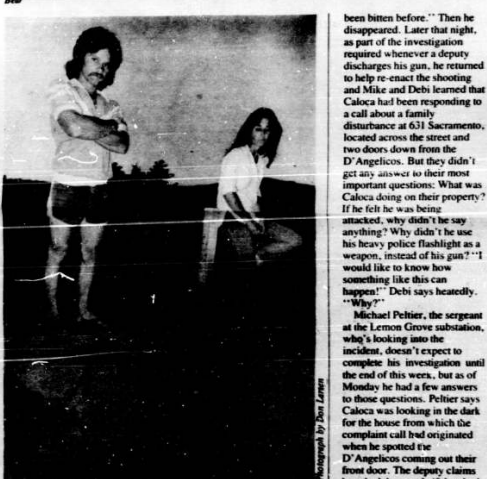 been bitten before.'' Then he
disappeared. Later that night,
as part of the investigation
required whenever a deputy
discharges his gun, he returned
to help re-enact the shooting
and Mike and Debi learned that
Caloca had been responding to
a call about a family
disturbance at 631 Sacramento,
located across the street and
two doors down from the
D'Angelicos. But they didn't
get any answer to their most
important questions: What was
Caloca doing on their property?
If he felt he was being
attacked, why didn't he say
anything? Why didn't he use
his heavy police flashlight as a
weapon, instead of his gun? "I
would like to know how
something like this can
happen!'' Debi says heatedly.
"Why?"
Michael Peltier, the sergeant
at the Lemon Grove substation,
who's looking into the
incident, doesn't expect to
complete his investigation until
the end of this week, but as of
Monday he had a few answers
to those questions. Peltier says
Caloca was looking in the dark
for the house from which the
complaint call had originated
when he spotted the
D'Angelicos coming out their
front door. The deputy claims
Photograph by Don Larsen